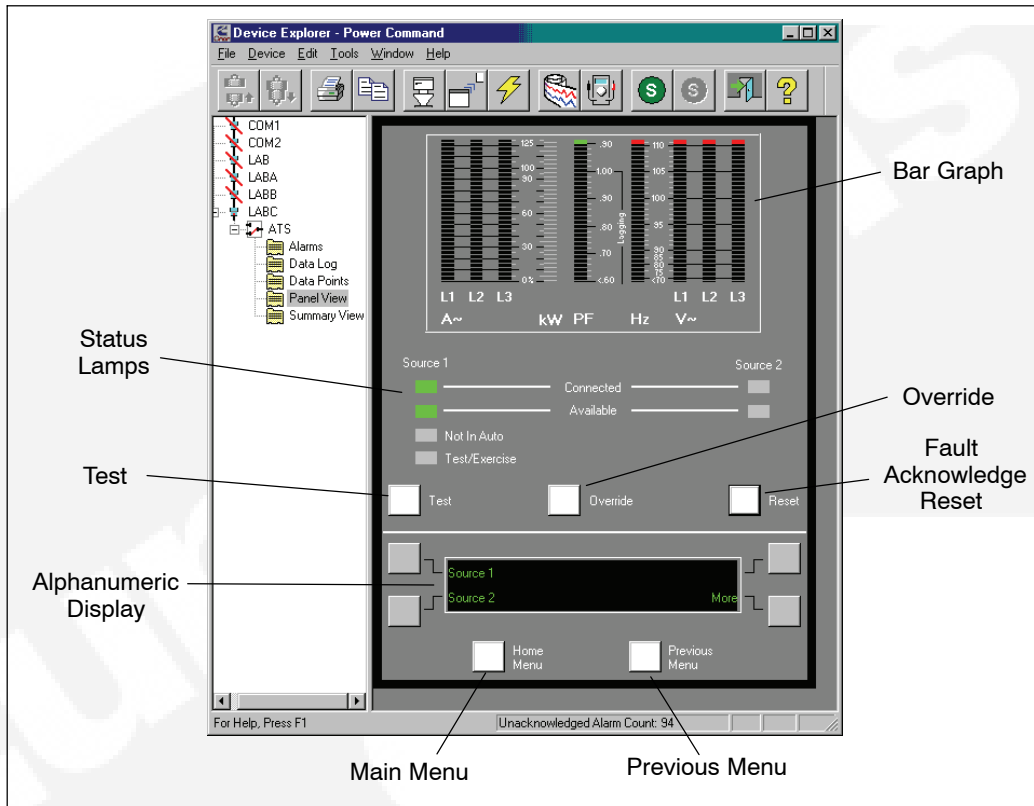 Device Explorer - Power Command
File Device Edit Tools Window Help
S S
COM1
COM2
LAB
LABA
LABB
LABC
ATS
Alarms
Data Log
Data Points
Panel View
Summary View
125
100
90
60
30
0%
.90
1.00
.90
.80
.70
<.60
Logging
110
105
100
95
90
85
80
75
<70
L1 L2 L3
L1 L2 L3
A~ kW PF Hz V~
Bar Graph
Status
Lamps
Source 1
Source 2
Connected
Available
Not In Auto
Test/Exercise
Override
Fault
Acknowledge
Reset
Test
Test
Override
Reset
Alphanumeric
Display
Source 1
Source 2 More
Home
Menu
Previous
Menu
For Help, Press F1
Unacknowledged Alarm Count: 94
Main Menu
Previous Menu